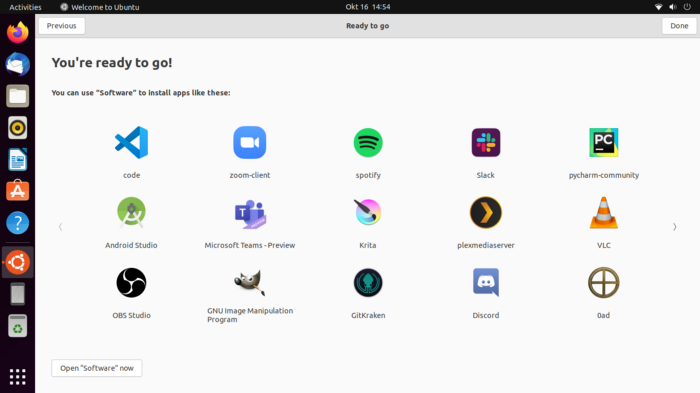 Activities Welcome to Ubuntu Okt 16 14:54
Previous Ready to go Done
You're ready to go!
You can use "Software" to install apps like these:
PC
code zoom-client spotify Slack pycharm-community
Android Studio Microsoft Teams - Preview Krita plexmediaserver VLC
OBS Studio GNU Image Manipulation GitKraken Discord 0ad
Program
Open "Software" now